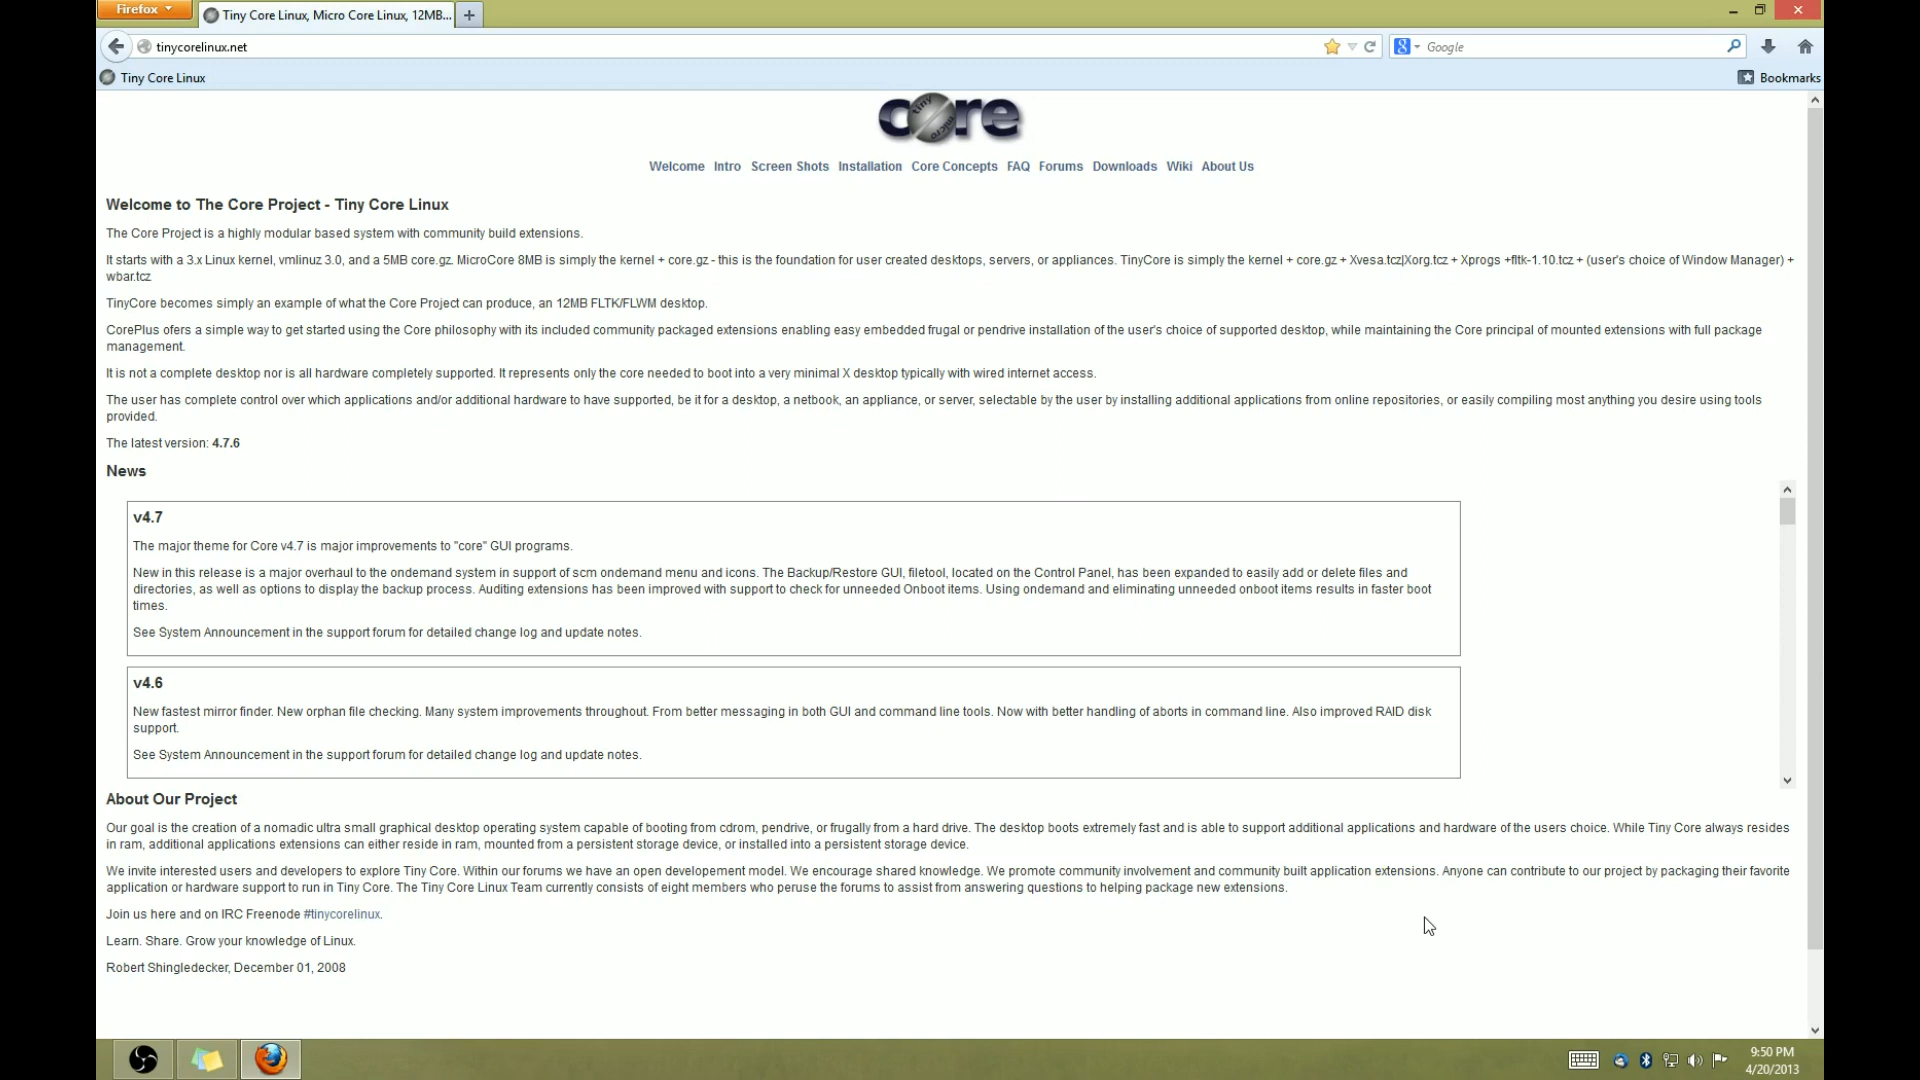 Firefox
Tiny Core Linux, Micro Core Linux, 12MB...
tinycorelinux.net
Google
Tiny Core Linux
Bookmarks
core
tiny
micro
Welcome Intro Screen Shots Installation Core Concepts FAQ Forums Downloads Wiki About Us
Welcome to The Core Project - Tiny Core Linux
The Core Project is a highly modular based system with community build extensions.
It starts with a 3.x Linux kernel, vmlinuz 3.0, and a 5MB core.gz. MicroCore 8MB is simply the kernel + core.gz - this is the foundation for user created desktops, servers, or appliances. TinyCore is simply the kernel + core.gz + Xvesa.tcz|Xorg.tcz + Xprogs +fltk-1.10.tcz + (user's choice of Window Manager) +
wbar.tcz
TinyCore becomes simply an example of what the Core Project can produce, an 12MB FLTK/FLWM desktop.
CorePlus ofers a simple way to get started using the Core philosophy with its included community packaged extensions enabling easy embedded frugal or pendrive installation of the user's choice of supported desktop, while maintaining the Core principal of mounted extensions with full package
management.
It is not a complete desktop nor is all hardware completely supported. It represents only the core needed to boot into a very minimal X desktop typically with wired internet access.
The user has complete control over which applications and/or additional hardware to have supported, be it for a desktop, a netbook, an appliance, or server, selectable by the user by installing additional applications from online repositories, or easily compiling most anything you desire using tools
provided.
The latest version: 4.7.6
News
v4.7
The major theme for Core v4.7 is major improvements to "core" GUI programs.
New in this release is a major overhaul to the ondemand system in support of scm ondemand menu and icons. The Backup/Restore GUI, filetool, located on the Control Panel, has been expanded to easily add or delete files and
directories, as well as options to display the backup process. Auditing extensions has been improved with support to check for unneeded Onboot items. Using ondemand and eliminating unneeded onboot items results in faster boot
times.
See System Announcement in the support forum for detailed change log and update notes.
v4.6
New fastest mirror finder. New orphan file checking. Many system improvements throughout. From better messaging in both GUI and command line tools. Now with better handling of aborts in command line. Also improved RAID disk
support.
See System Announcement in the support forum for detailed change log and update notes.
About Our Project
Our goal is the creation of a nomadic ultra small graphical desktop operating system capable of booting from cdrom, pendrive, or frugally from a hard drive. The desktop boots extremely fast and is able to support additional applications and hardware of the users choice. While Tiny Core always resides
in ram, additional applications extensions can either reside in ram, mounted from a persistent storage device, or installed into a persistent storage device.
We invite interested users and developers to explore Tiny Core. Within our forums we have an open developement model. We encourage shared knowledge. We promote community involvement and community built application extensions. Anyone can contribute to our project by packaging their favorite
application or hardware support to run in Tiny Core. The Tiny Core Linux Team currently consists of eight members who peruse the forums to assist from answering questions to helping package new extensions.
Join us here and on IRC Freenode #tinycorelinux.
Learn. Share. Grow your knowledge of Linux.
Robert Shingledecker, December 01, 2008
9:50 PM
4/20/2013